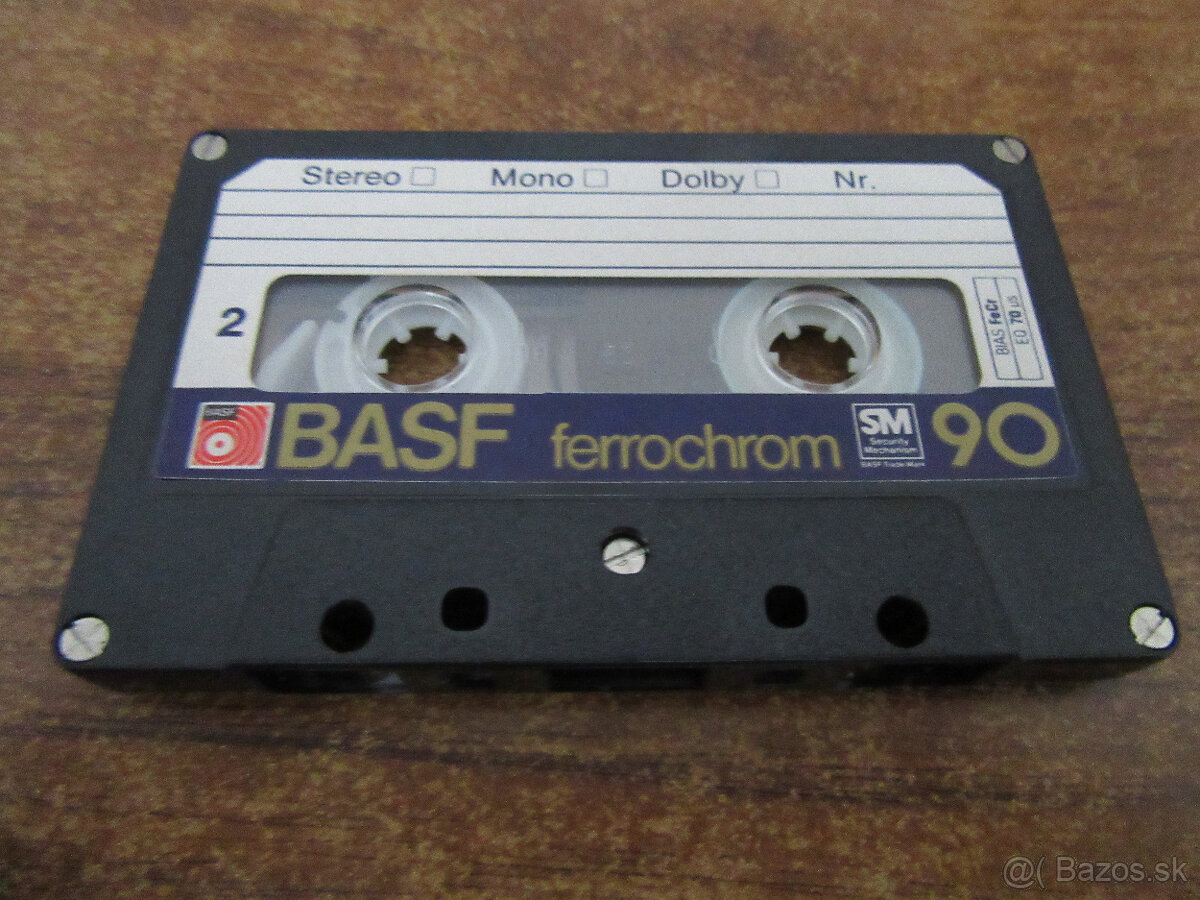 Stereo Mono Dolby Nr.
2
BIAS FeCr
EQ 70 µS
BASF
BASF ferrochrom 90
SM
Security
Mechanism
BASF Trade Mark
@( Bazos.sk